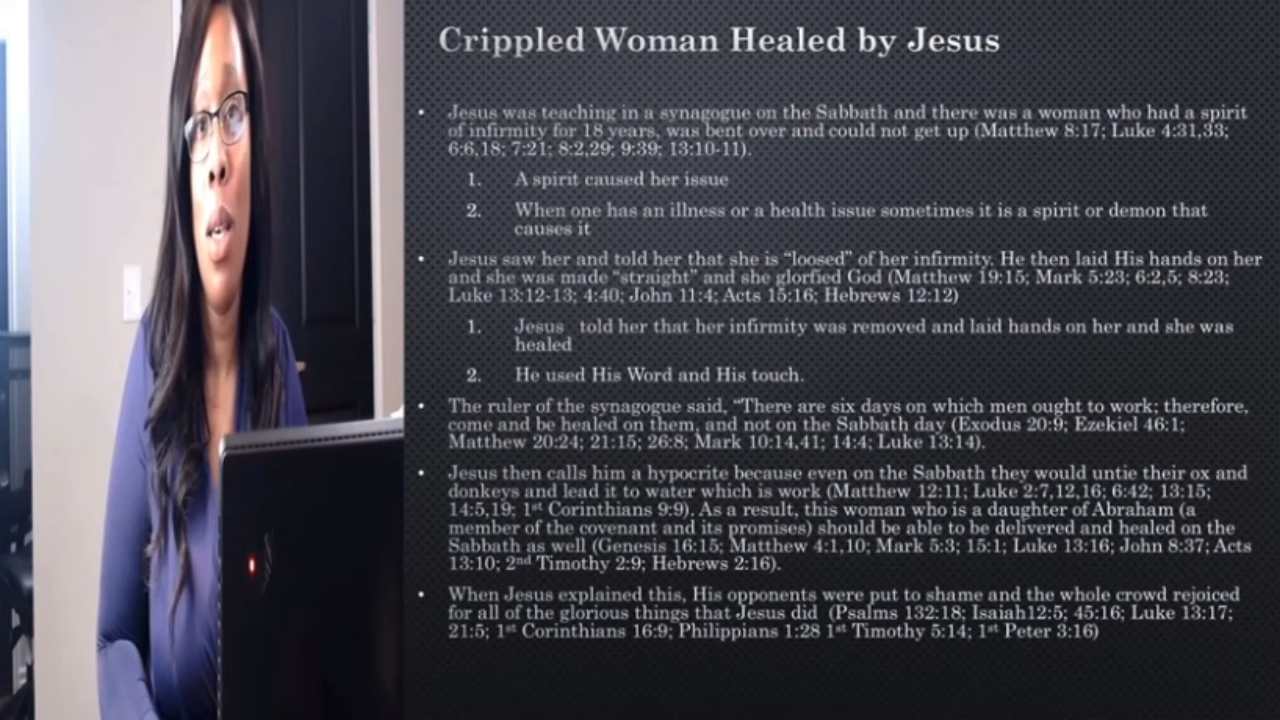 Crippled Woman Healed by Jesus
• Jesus was teaching in a synagogue on the Sabbath and there was a woman who had a spirit
of infirmity for 18 years, was bent over and could not get up (Matthew 8:17; Luke 4:31,33;
6:6,18; 7:21; 8:2,29; 9:39; 13:10-11).
1. A spirit caused her issue
2. When one has an illness or a health issue sometimes it is a spirit or demon that
causes it
• Jesus saw her and told her that she is “loosed” of her infirmity. He then laid His hands on her
and she was made “straight” and she glorfied God (Matthew 19:15; Mark 5:23; 6:2,5; 8:23;
Luke 13:12-13; 4:40; John 11:4; Acts 15:16; Hebrews 12:12)
1. Jesus told her that her infirmity was removed and laid hands on her and she was
healed
2. He used His Word and His touch.
• The ruler of the synagogue said, “There are six days on which men ought to work; therefore,
come and be healed on them, and not on the Sabbath day (Exodus 20:9; Ezekiel 46:1;
Matthew 20:24; 21:15; 26:8; Mark 10:14,41; 14:4; Luke 13:14).
• Jesus then calls him a hypocrite because even on the Sabbath they would untie their ox and
donkeys and lead it to water which is work (Matthew 12:11; Luke 2:7,12,16; 6:42; 13:15;
14:5,19; 1st Corinthians 9:9). As a result, this woman who is a daughter of Abraham (a
member of the covenant and its promises) should be able to be delivered and healed on the
Sabbath as well (Genesis 16:15; Matthew 4:1,10; Mark 5:3; 15:1; Luke 13:16; John 8:37; Acts
13:10; 2nd Timothy 2:9; Hebrews 2:16).
• When Jesus explained this, His opponents were put to shame and the whole crowd rejoiced
for all of the glorious things that Jesus did (Psalms 132:18; Isaiah12:5; 45:16; Luke 13:17;
21:5; 1st Corinthians 16:9; Philippians 1:28 1st Timothy 5:14; 1st Peter 3:16)